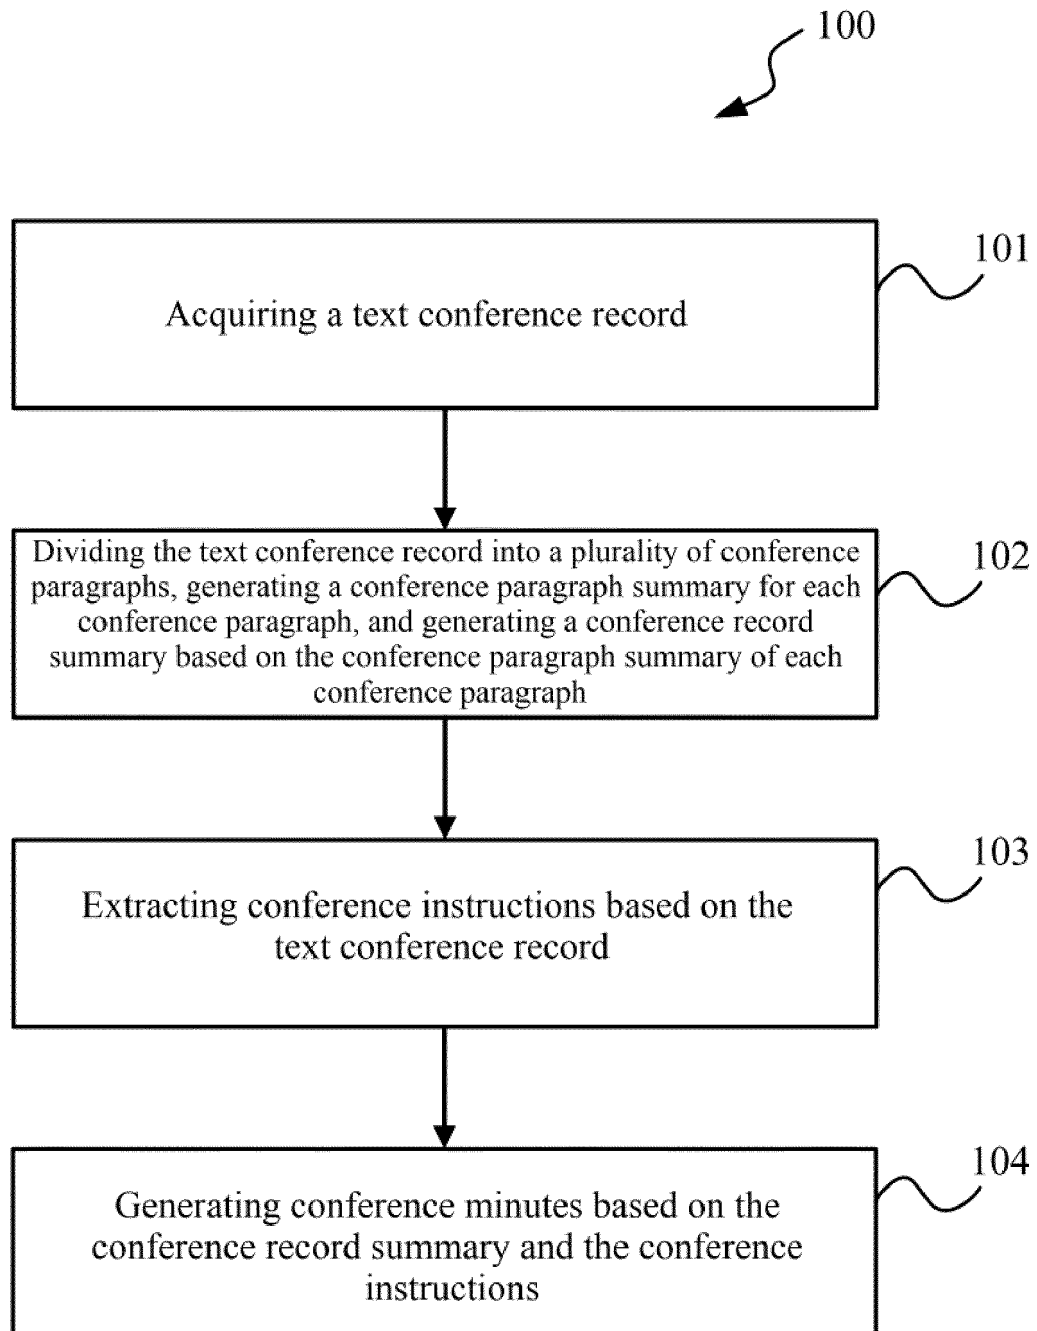 100
101
Acquiring a text conference record
102
Dividing the text conference record into a plurality of conference
paragraphs, generating a conference paragraph summary for each
conference paragraph, and generating a conference record
summary based on the conference paragraph summary of each
conference paragraph
103
Extracting conference instructions based on the
text conference record
104
Generating conference minutes based on the
conference record summary and the conference
instructions